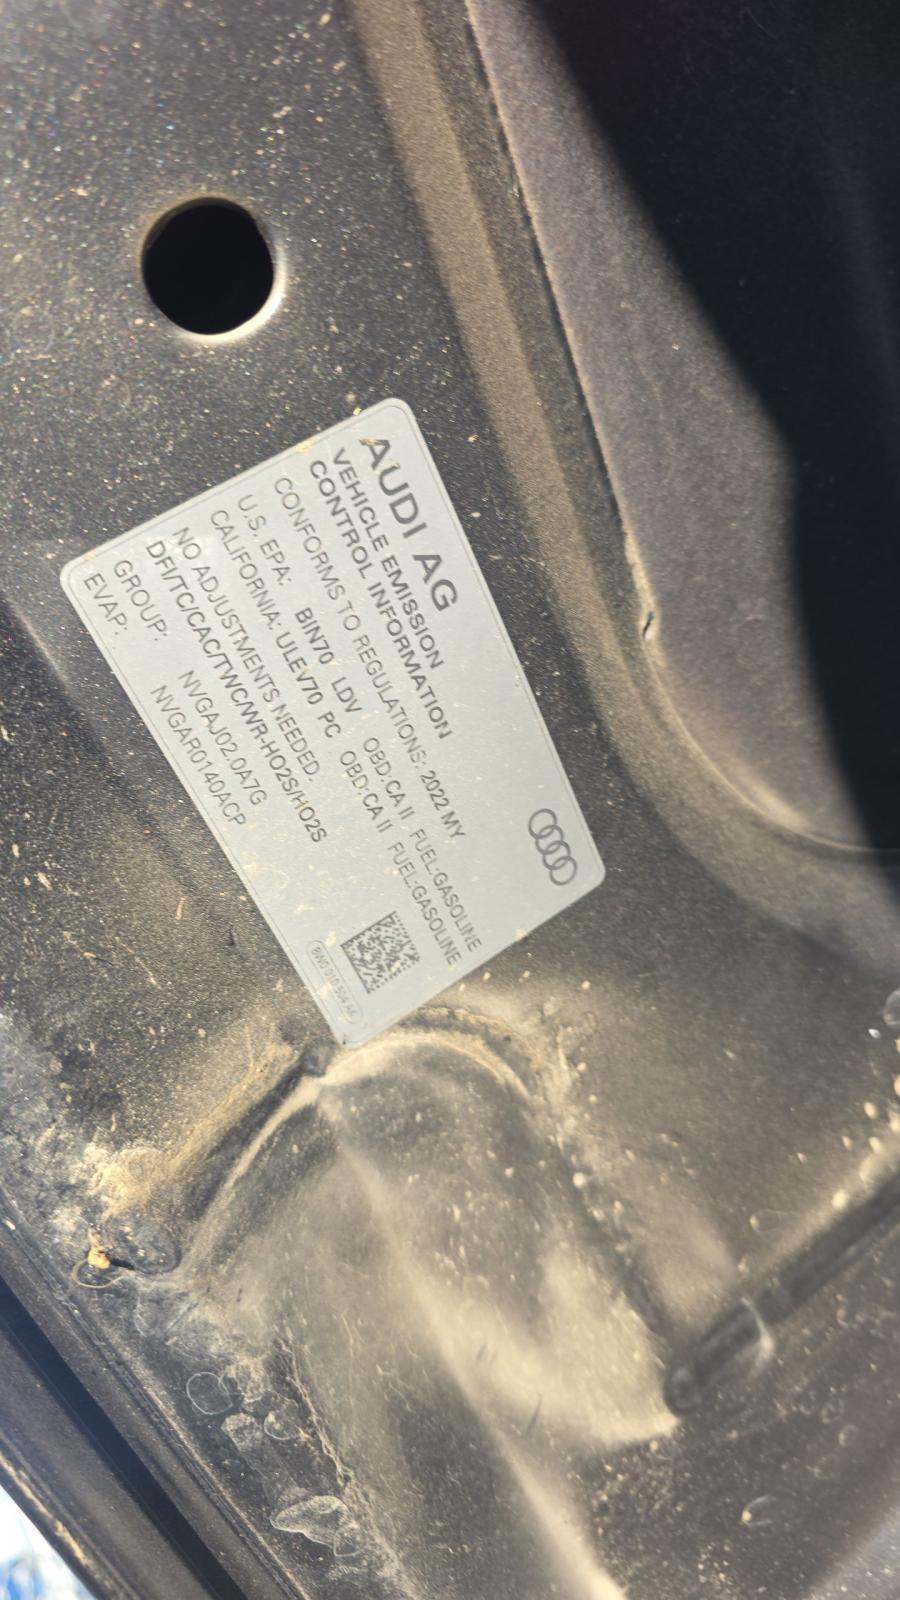 AUDI AG
VEHICLE EMISSION
CONTROL INFORMATION
CONFORMS TO REGULATIONS: 2022 MY
U.S. EPA: BIN70 LDV OBD:CA II FUEL:GASOLINE
CALIFORNIA: ULEV70 PC OBD:CA II FUEL:GASOLINE
NO ADJUSTMENTS NEEDED.
DFI/TC/CAC/TWC/WR-HO2S/HO2S
GROUP: NVGAJ02.0A7G
EVAP: NVGAR0140ACP